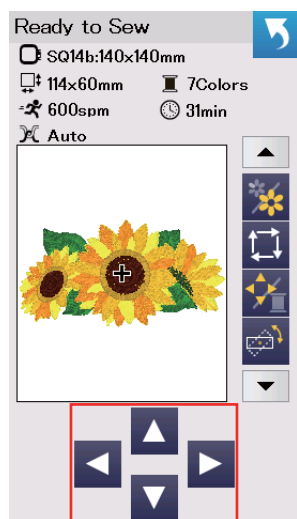 Ready to Sew
SQ14b:140x140mm
114x60mm 7Colors
600spm 31min
Auto